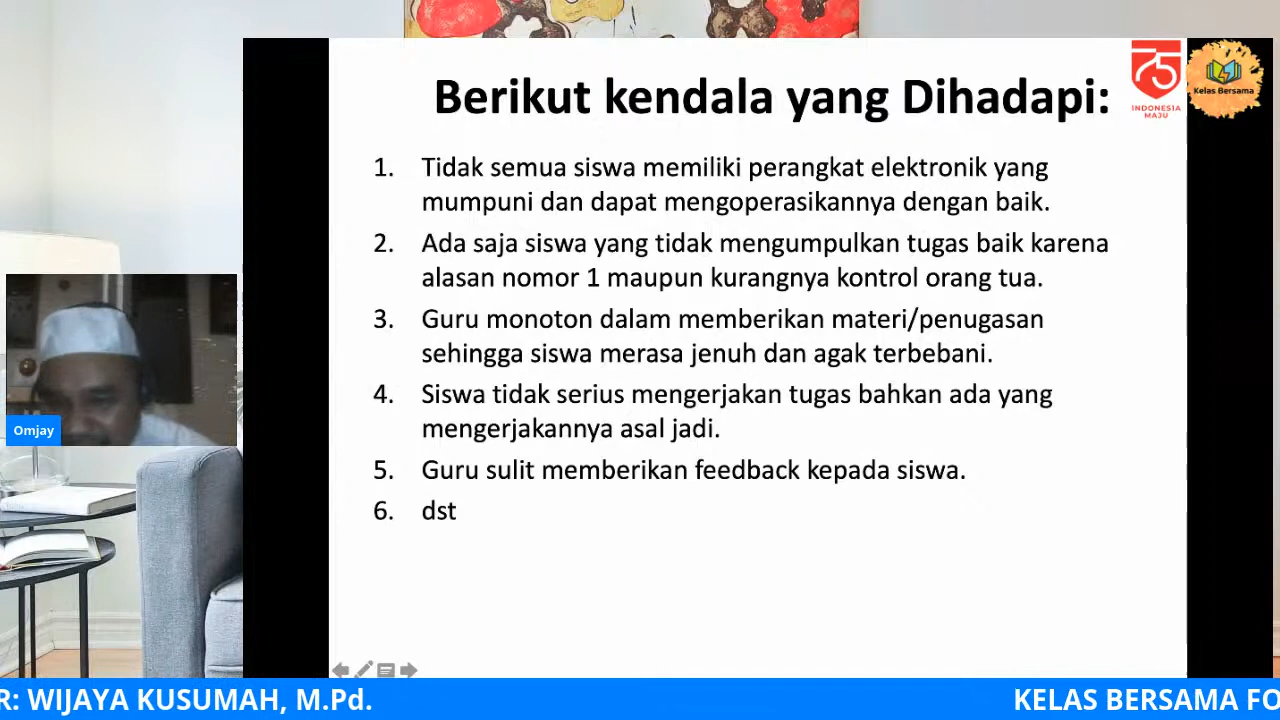 Berikut kendala yang Dihadapi:
75
INDONESIA
MAJU
Kelas Bersama
1. Tidak semua siswa memiliki perangkat elektronik yang
mumpuni dan dapat mengoperasikannya dengan baik.
2. Ada saja siswa yang tidak mengumpulkan tugas baik karena
alasan nomor 1 maupun kurangnya kontrol orang tua.
3. Guru monoton dalam memberikan materi/penugasan
sehingga siswa merasa jenuh dan agak terbebani.
4. Siswa tidak serius mengerjakan tugas bahkan ada yang
mengerjakannya asal jadi.
5. Guru sulit memberikan feedback kepada siswa.
6. dst
Omjay
R: WIJAYA KUSUMAH, M.Pd.
KELAS BERSAMA FO